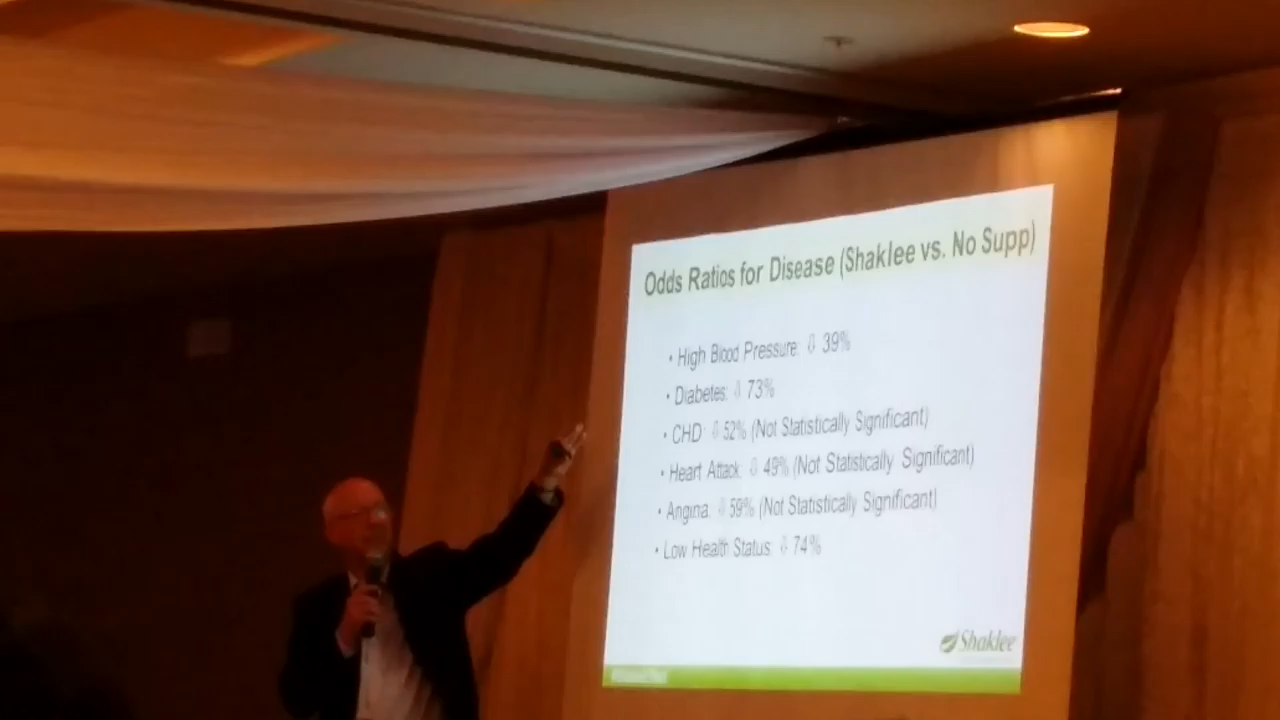 Odds Ratios for Disease (Shaklee vs. No Supp)
• High Blood Pressure: ⇩ 39%
• Diabetes: ⇩ 73%
• CHD: ⇩ 52% (Not Statistically Significant)
• Heart Attack: ⇩ 49% (Not Statistically Significant)
• Angina: ⇩ 59% (Not Statistically Significant)
• Low Health Status: ⇩ 74%
Shaklee